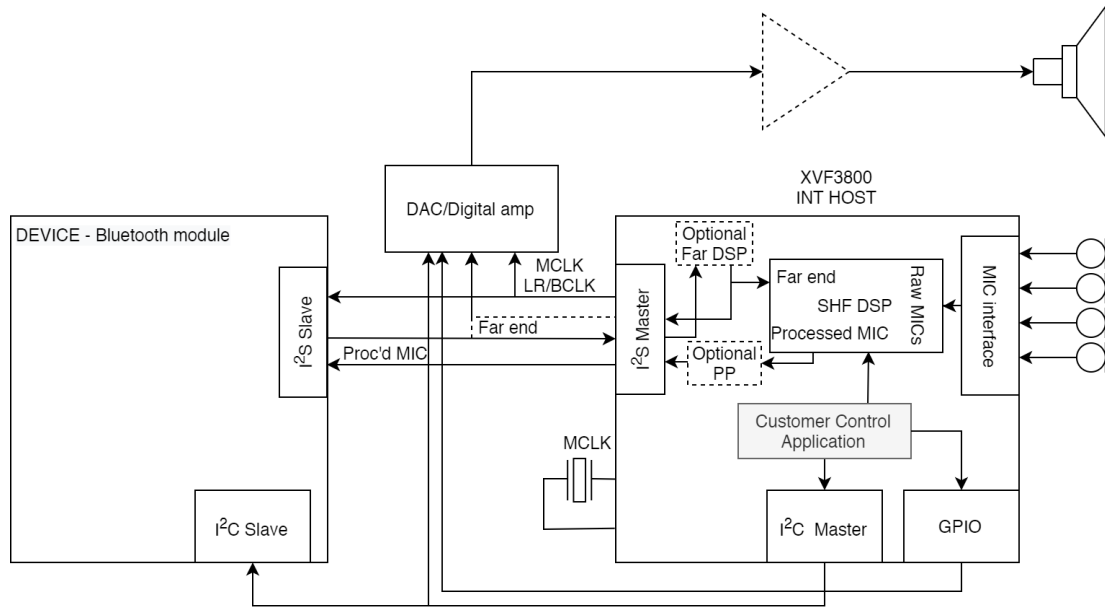 XVF3800
INT HOST
DAC/Digital amp
DEVICE - Bluetooth module
Optional
Far DSP
MCLK
LR/BCLK
Far end
Raw MICs
SHF DSP
Processed MIC
MIC interface
I²S Slave
Far end
I²S Master
Proc'd MIC
Optional
PP
Customer Control
Application
MCLK
I²C Slave
I²C Master
GPIO